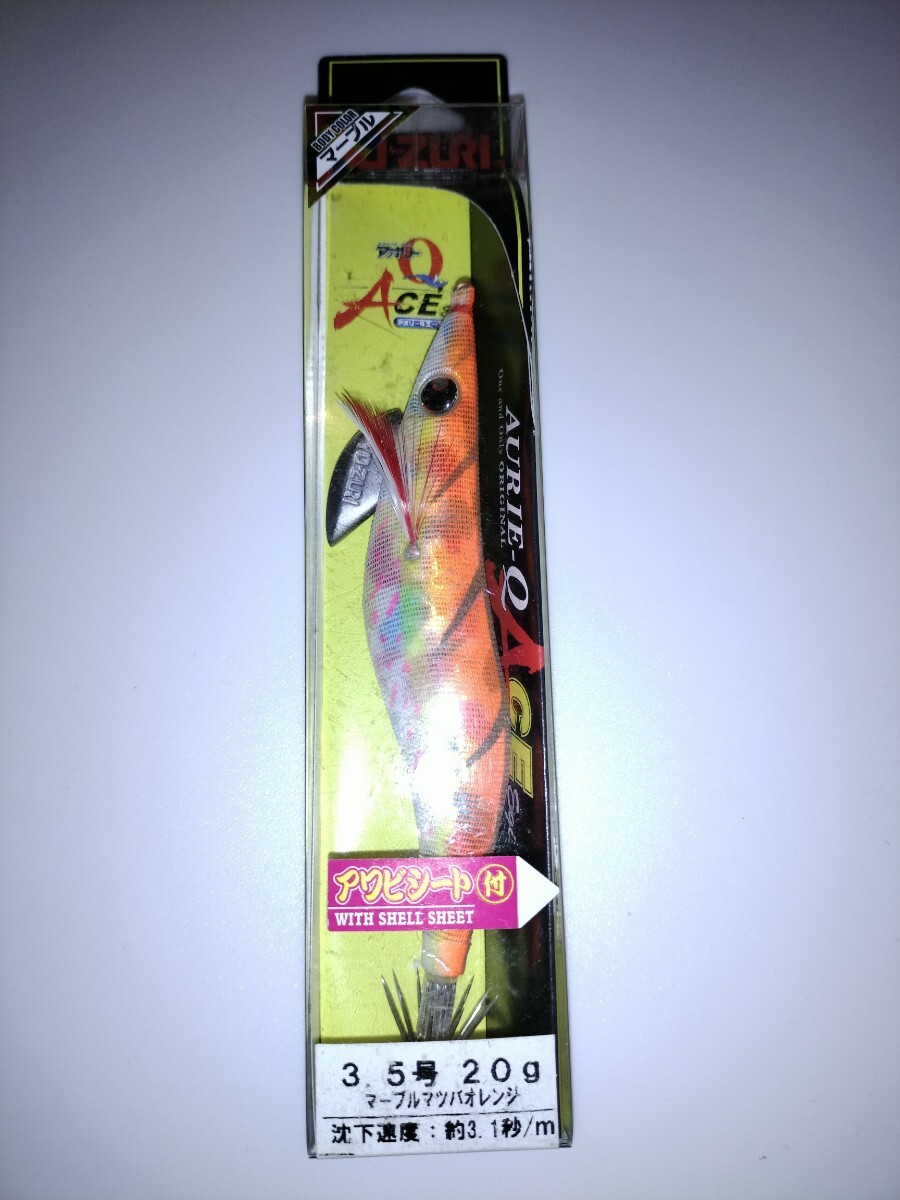 BODY COLOR
マーブル
YO-ZURI
アオリー
Q
ACE
YO-ZURI
AURIE-Q
One and Only ORIGINAL
ACE
アワビシート付
WITH SHELL SHEET
3.5号 20g
マーブルマツバオレンジ
沈下速度:約3.1秒/m